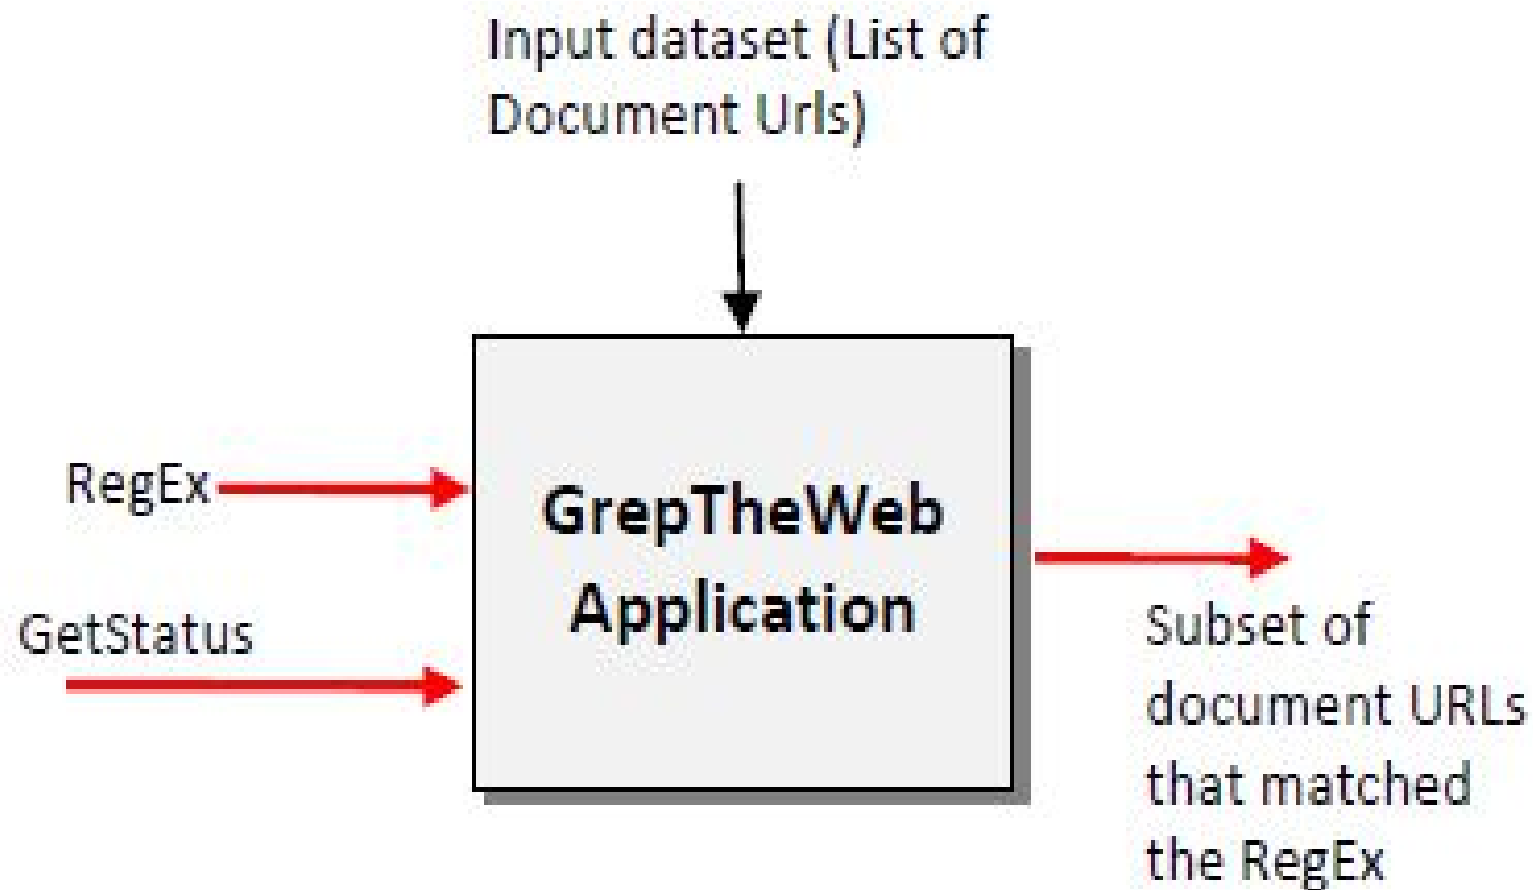 Input dataset (List of
Document Urls)
RegEx
GetStatus
GrepTheWeb
Application
Subset of
document URLs
that matched
the RegEx